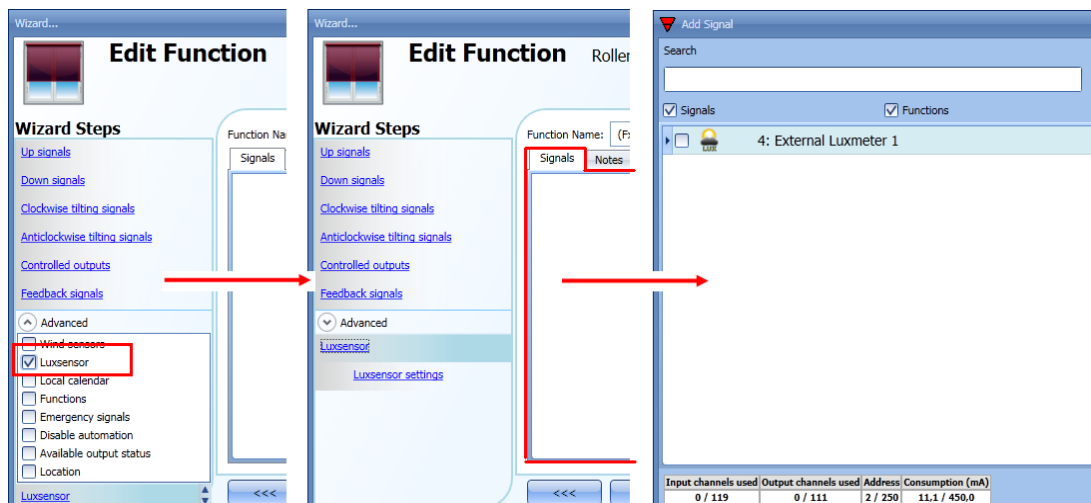 Wizard...
Edit Function
Wizard Steps
Up signals
Down signals
Clockwise tilting signals
Anticlockwise tilting signals
Controlled outputs
Feedback signals
Advanced
Wind sensors
Luxsensor
Local calendar
Functions
Emergency signals
Disable automation
Available output status
Location
Luxsensor
Function Na
Signals
<<<
Wizard...
Edit Function Roller
Wizard Steps
Up signals
Down signals
Clockwise tilting signals
Anticlockwise tilting signals
Controlled outputs
Feedback signals
Advanced
Luxsensor
Luxsensor settings
Function Name: (Fx
Signals Notes
<<<
Add Signal
Search
Signals Functions
LUX 4: External Luxmeter 1
Input channels used Output channels used Address Consumption (mA)
0 / 119 0 / 111 2 / 250 11,1 / 450,0